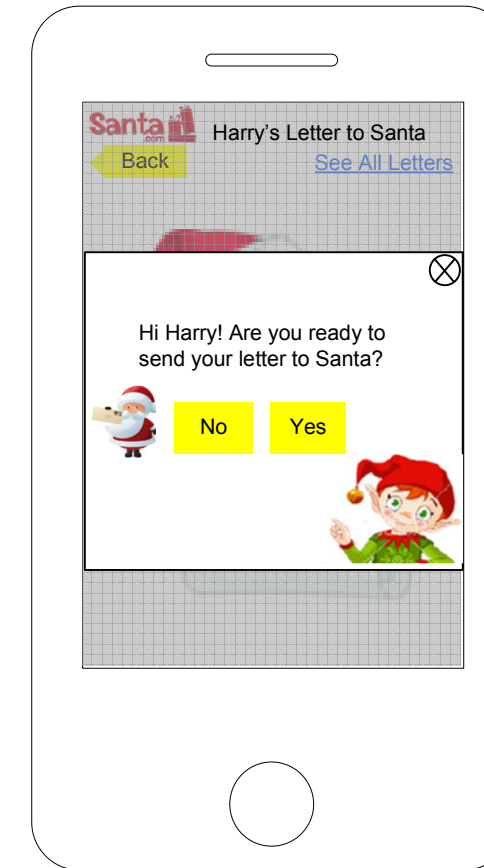 Santa
.com
Harry’s Letter to Santa
Back
See All Letters
Hi Harry! Are you ready to
send your letter to Santa?
No
Yes